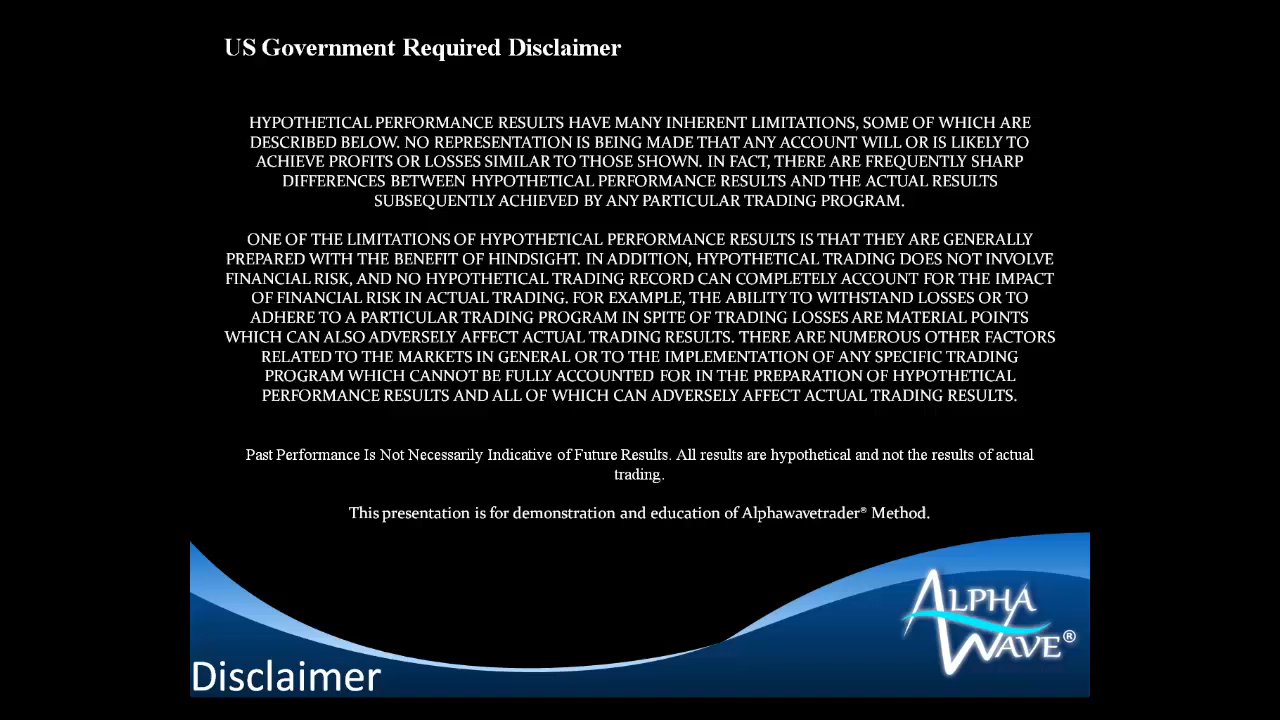 US Government Required Disclaimer
HYPOTHETICAL PERFORMANCE RESULTS HAVE MANY INHERENT LIMITATIONS, SOME OF WHICH ARE
DESCRIBED BELOW. NO REPRESENTATION IS BEING MADE THAT ANY ACCOUNT WILL OR IS LIKELY TO
ACHIEVE PROFITS OR LOSSES SIMILAR TO THOSE SHOWN. IN FACT, THERE ARE FREQUENTLY SHARP
DIFFERENCES BETWEEN HYPOTHETICAL PERFORMANCE RESULTS AND THE ACTUAL RESULTS
SUBSEQUENTLY ACHIEVED BY ANY PARTICULAR TRADING PROGRAM.
ONE OF THE LIMITATIONS OF HYPOTHETICAL PERFORMANCE RESULTS IS THAT THEY ARE GENERALLY
PREPARED WITH THE BENEFIT OF HINDSIGHT. IN ADDITION, HYPOTHETICAL TRADING DOES NOT INVOLVE
FINANCIAL RISK, AND NO HYPOTHETICAL TRADING RECORD CAN COMPLETELY ACCOUNT FOR THE IMPACT
OF FINANCIAL RISK IN ACTUAL TRADING. FOR EXAMPLE, THE ABILITY TO WITHSTAND LOSSES OR TO
ADHERE TO A PARTICULAR TRADING PROGRAM IN SPITE OF TRADING LOSSES ARE MATERIAL POINTS
WHICH CAN ALSO ADVERSELY AFFECT ACTUAL TRADING RESULTS. THERE ARE NUMEROUS OTHER FACTORS
RELATED TO THE MARKETS IN GENERAL OR TO THE IMPLEMENTATION OF ANY SPECIFIC TRADING
PROGRAM WHICH CANNOT BE FULLY ACCOUNTED FOR IN THE PREPARATION OF HYPOTHETICAL
PERFORMANCE RESULTS AND ALL OF WHICH CAN ADVERSELY AFFECT ACTUAL TRADING RESULTS.
Past Performance Is Not Necessarily Indicative of Future Results. All results are hypothetical and not the results of actual
trading.
This presentation is for demonstration and education of Alphawavetrader® Method.
ALPHA
WAVE®
Disclaimer